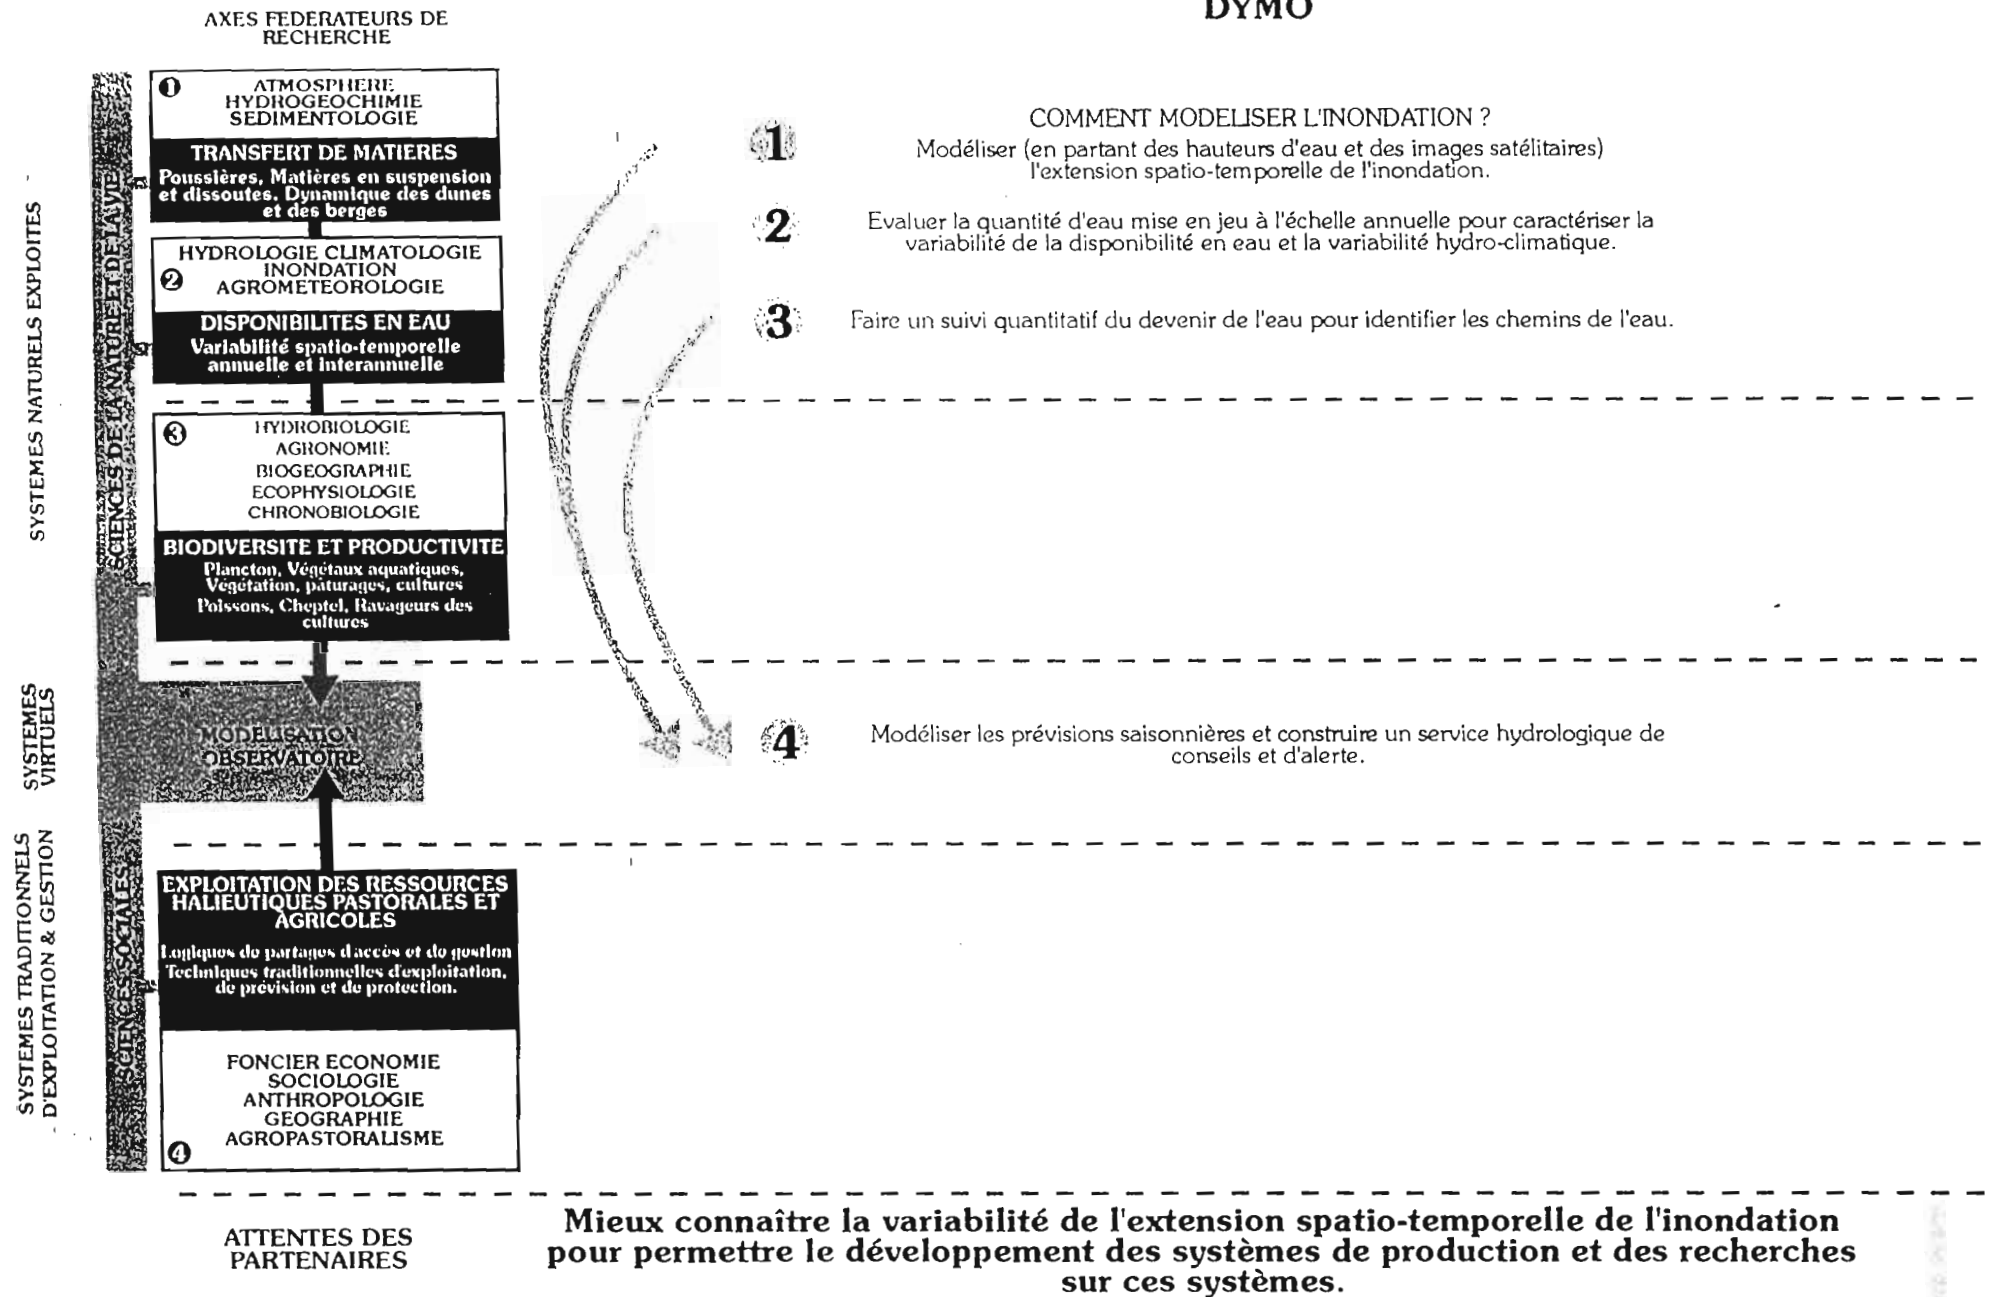 DYMO
AXES FEDERATEURS DE
RECHERCHE
SYSTEMES NATURELS EXPLOITES
SCIENCES DE LA NATURE ET DE LA VIE
1
ATMOSPHERE
HYDROGEOCHIMIE
SEDIMENTOLOGIE
TRANSFERT DE MATIERES
Poussières, Matières en suspension
et dissoutes, Dynamique des dunes
et des berges
HYDROLOGIE CLIMATOLOGIE
INONDATION
2
AGROMETEOROLOGIE
DISPONIBILITES EN EAU
Variabilité spatio-temporelle
annuelle et interannuelle
3
HYDROBIOLOGIE
AGRONOMIE
BIOGEOGRAPHIE
ECOPHYSIOLOGIE
CHRONOBIOLOGIE
BIODIVERSITE ET PRODUCTIVITE
Plancton, Végétaux aquatiques,
Végétation, paturages, cultures
Poissons, Cheptel, Ravageurs des
cultures
1
COMMENT MODELISER L'INONDATION ?
Modéliser (en partant des hauteurs d'eau et des images satélitaires)
l'extension spatio-temporelle de l'inondation.
2
Evaluer la quantité d'eau mise en jeu à l'échelle annuelle pour caractériser la
variabilité de la disponibilité en eau et la variabilité hydro-climatique.
3
Faire un suivi quantitatif du devenir de l'eau pour identifier les chemins de l'eau.
SYSTEMES
VIRTUELS
MODELISATION
OBSERVATOIRE
4
Modéliser les prévisions saisonnières et construire un service hydrologique de
conseils et d'alerte.
SYSTEMES TRADITIONNELS
D'EXPLOITATION & GESTION
SCIENCES SOCIALES
EXPLOITATION DES RESSOURCES
HALIEUTIQUES PASTORALES ET
AGRICOLES
Logiques de partages d'accès et de gestion
Techniques traditionnelles d'exploitation,
de prévision et de protection.
FONCIER ECONOMIE
SOCIOLOGIE
ANTHROPOLOGIE
GEOGRAPHIE
AGROPASTORALISME
4
ATTENTES DES
PARTENAIRES
Mieux connaître la variabilité de l'extension spatio-temporelle de l'inondation
pour permettre le développement des systèmes de production et des recherches
sur ces systèmes.